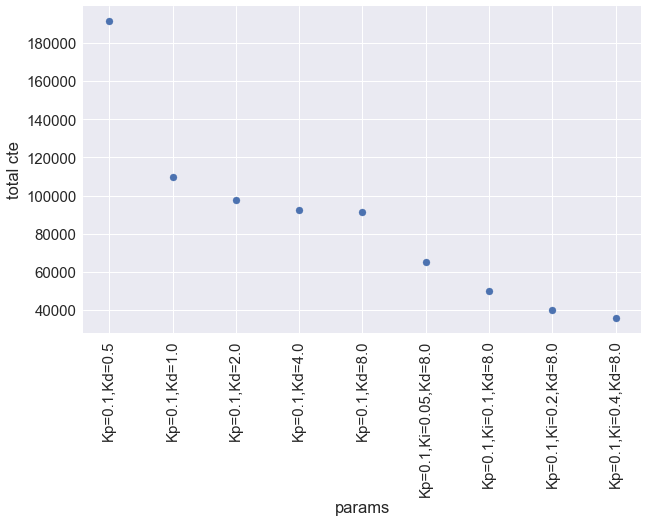 180000
160000
140000
120000
100000
80000
60000
40000
total cte
Kp=0.1,Kd=0.5
Kp=0.1,Kd=1.0
Kp=0.1,Kd=2.0
Kp=0.1,Kd=4.0
Kp=0.1,Kd=8.0
Kp=0.1,Ki=0.05,Kd=8.0
Kp=0.1,Ki=0.1,Kd=8.0
Kp=0.1,Ki=0.2,Kd=8.0
Kp=0.1,Ki=0.4,Kd=8.0
params